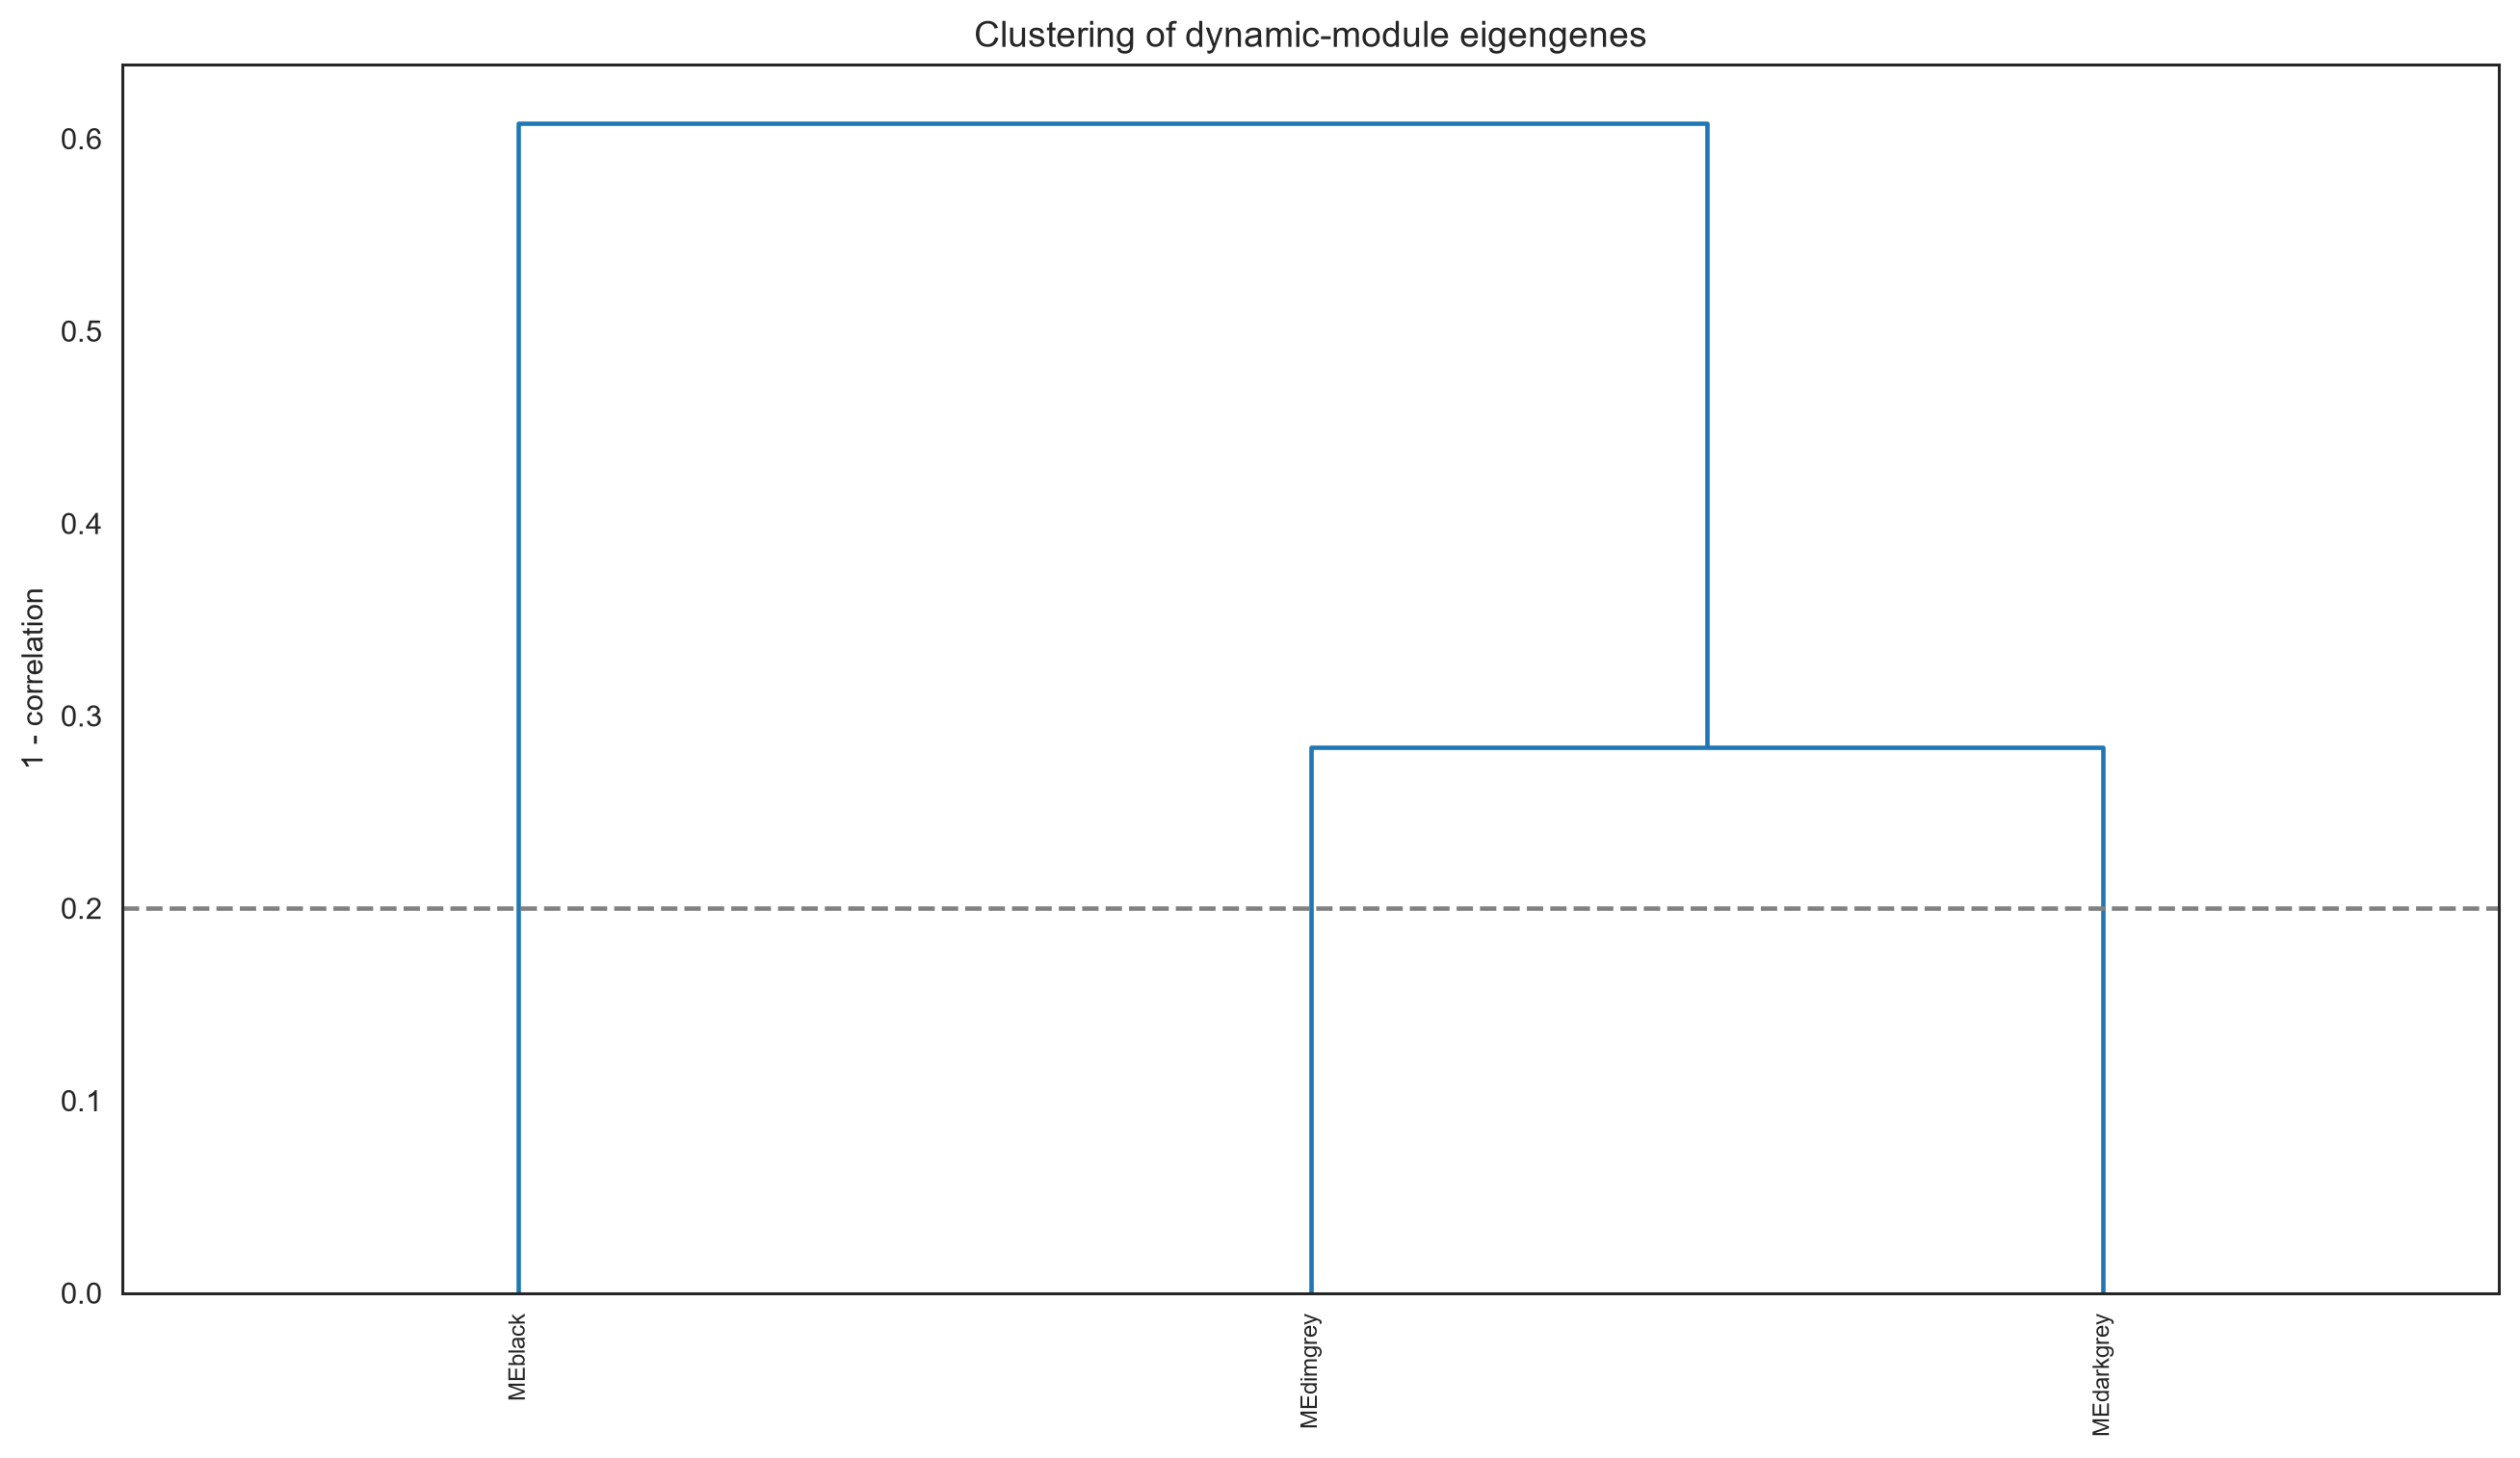 Clustering of dynamic-module eigengenes
1 - correlation
0.6
0.5
0.4
0.3
0.2
0.1
0.0
MEblack
MEdimgrey
MEdarkgrey